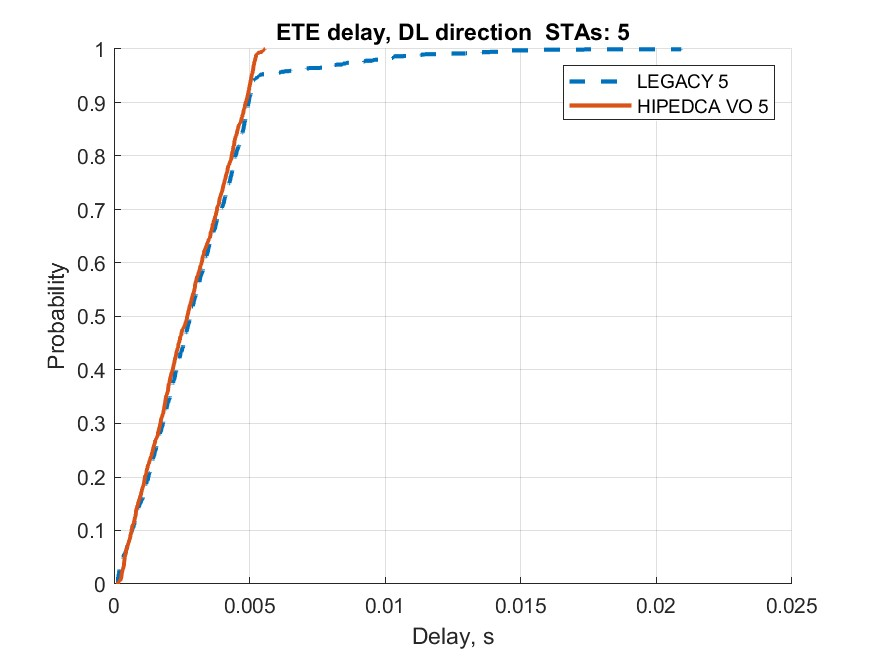 ETE delay, DL direction  STAs: 5
LEGACY 5
HIPEDCA VO 5
Probability
1
0.9
0.8
0.7
0.6
0.5
0.4
0.3
0.2
0.1
0
0 0.005 0.01 0.015 0.02 0.025
Delay, s